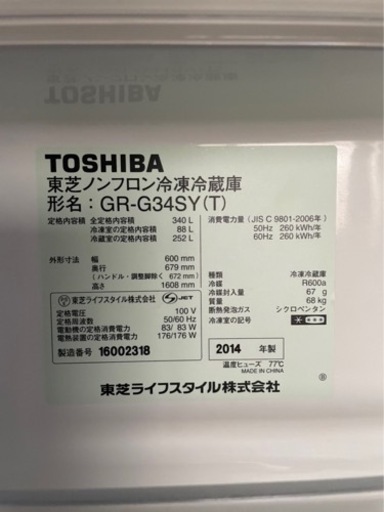 TOSHIBA
東芝ノンフロン冷凍冷蔵庫
形名：GR-G34SY(T)
定格内容積 全定格内容積 340 L
冷凍室の定格内容積 88 L
冷蔵室の定格内容積 252 L
外形寸法 幅 600 mm
奥行 679 mm
(ハンドル・調整脚除く 672 mm)
高さ 1608 mm
東芝ライフスタイル株式会社 S-JET
定格電圧 100 V
定格周波数 50/60 Hz
電動機の定格消費電力 83/ 83 W
電熱装置の定格消費電力 176/176 W
製造番号 16002318
消費電力量 (JIS C 9801-2006年)
50Hz 260 kWh/年
60Hz 260 kWh/年
種類 冷凍冷蔵庫
冷媒 R600a
冷媒封入量 67 g
質量 68 kg
断熱発泡ガス シクロペンタン
冷凍室の記号
2014 年製
温度ヒューズ 77℃
MADE IN CHINA
東芝ライフスタイル株式会社